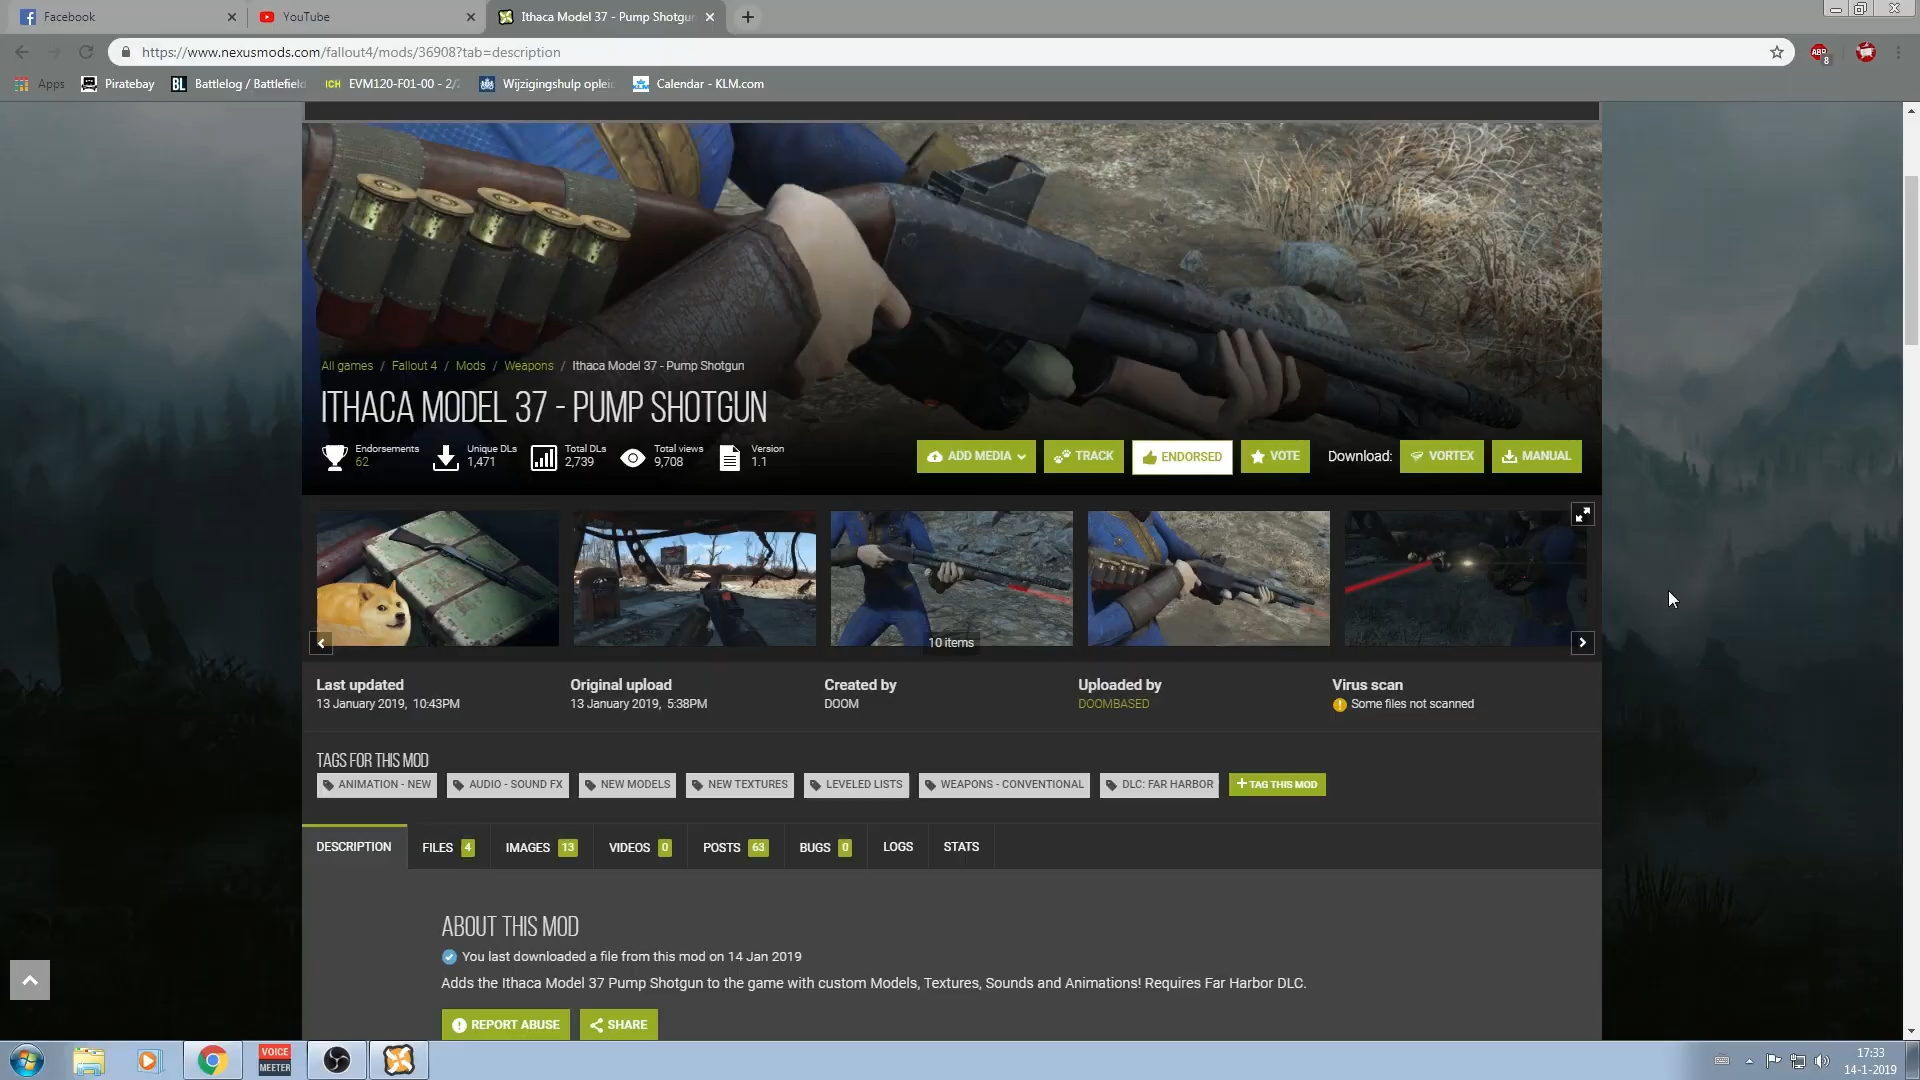 Facebook
YouTube
Ithaca Model 37 - Pump Shotgun
https://www.nexusmods.com/fallout4/mods/36908?tab=description
ABP
8
Apps
Piratebay
BL
Battlelog / Battlefield
ICH
EVM120-F01-00 - 2/2
Wijzigingshulp oplei
Calendar - KLM.com
All games / Fallout 4 / Mods / Weapons / Ithaca Model 37 - Pump Shotgun
ITHACA MODEL 37 - PUMP SHOTGUN
Endorsements
62
Unique DLs
1,471
Total DLs
2,739
Total views
9,708
Version
1.1
ADD MEDIA
TRACK
ENDORSED
VOTE
Download:
VORTEX
MANUAL
10 items
Last updated
13 January 2019, 10:43PM
Original upload
13 January 2019, 5:38PM
Created by
DOOM
Uploaded by
DOOMBASED
Virus scan
Some files not scanned
TAGS FOR THIS MOD
ANIMATION - NEW
AUDIO - SOUND FX
NEW MODELS
NEW TEXTURES
LEVELED LISTS
WEAPONS - CONVENTIONAL
DLC: FAR HARBOR
+ TAG THIS MOD
DESCRIPTION
FILES 4
IMAGES 13
VIDEOS 0
POSTS 63
BUGS 0
LOGS
STATS
ABOUT THIS MOD
You last downloaded a file from this mod on 14 Jan 2019
Adds the Ithaca Model 37 Pump Shotgun to the game with custom Models, Textures, Sounds and Animations! Requires Far Harbor DLC.
REPORT ABUSE
SHARE
VOICE
MEETER
17:33
14-1-2019